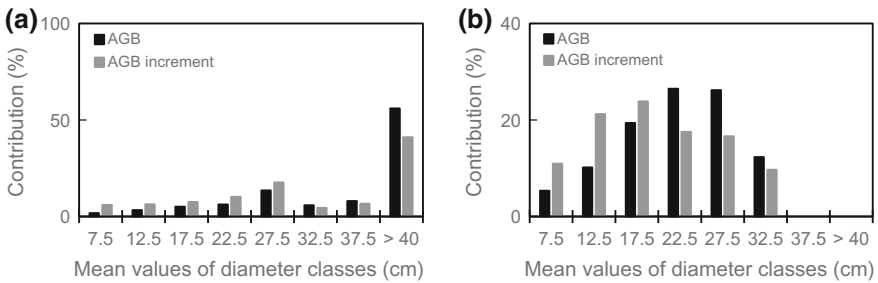 (a)
100
50
0
Contribution (%)
AGB
AGB increment
7.5 12.5 17.5 22.5 27.5 32.5 37.5 > 40
Mean values of diameter classes (cm)
(b)
40
20
0
Contribution (%)
AGB
AGB increment
7.5 12.5 17.5 22.5 27.5 32.5 37.5 > 40
Mean values of diameter classes (cm)